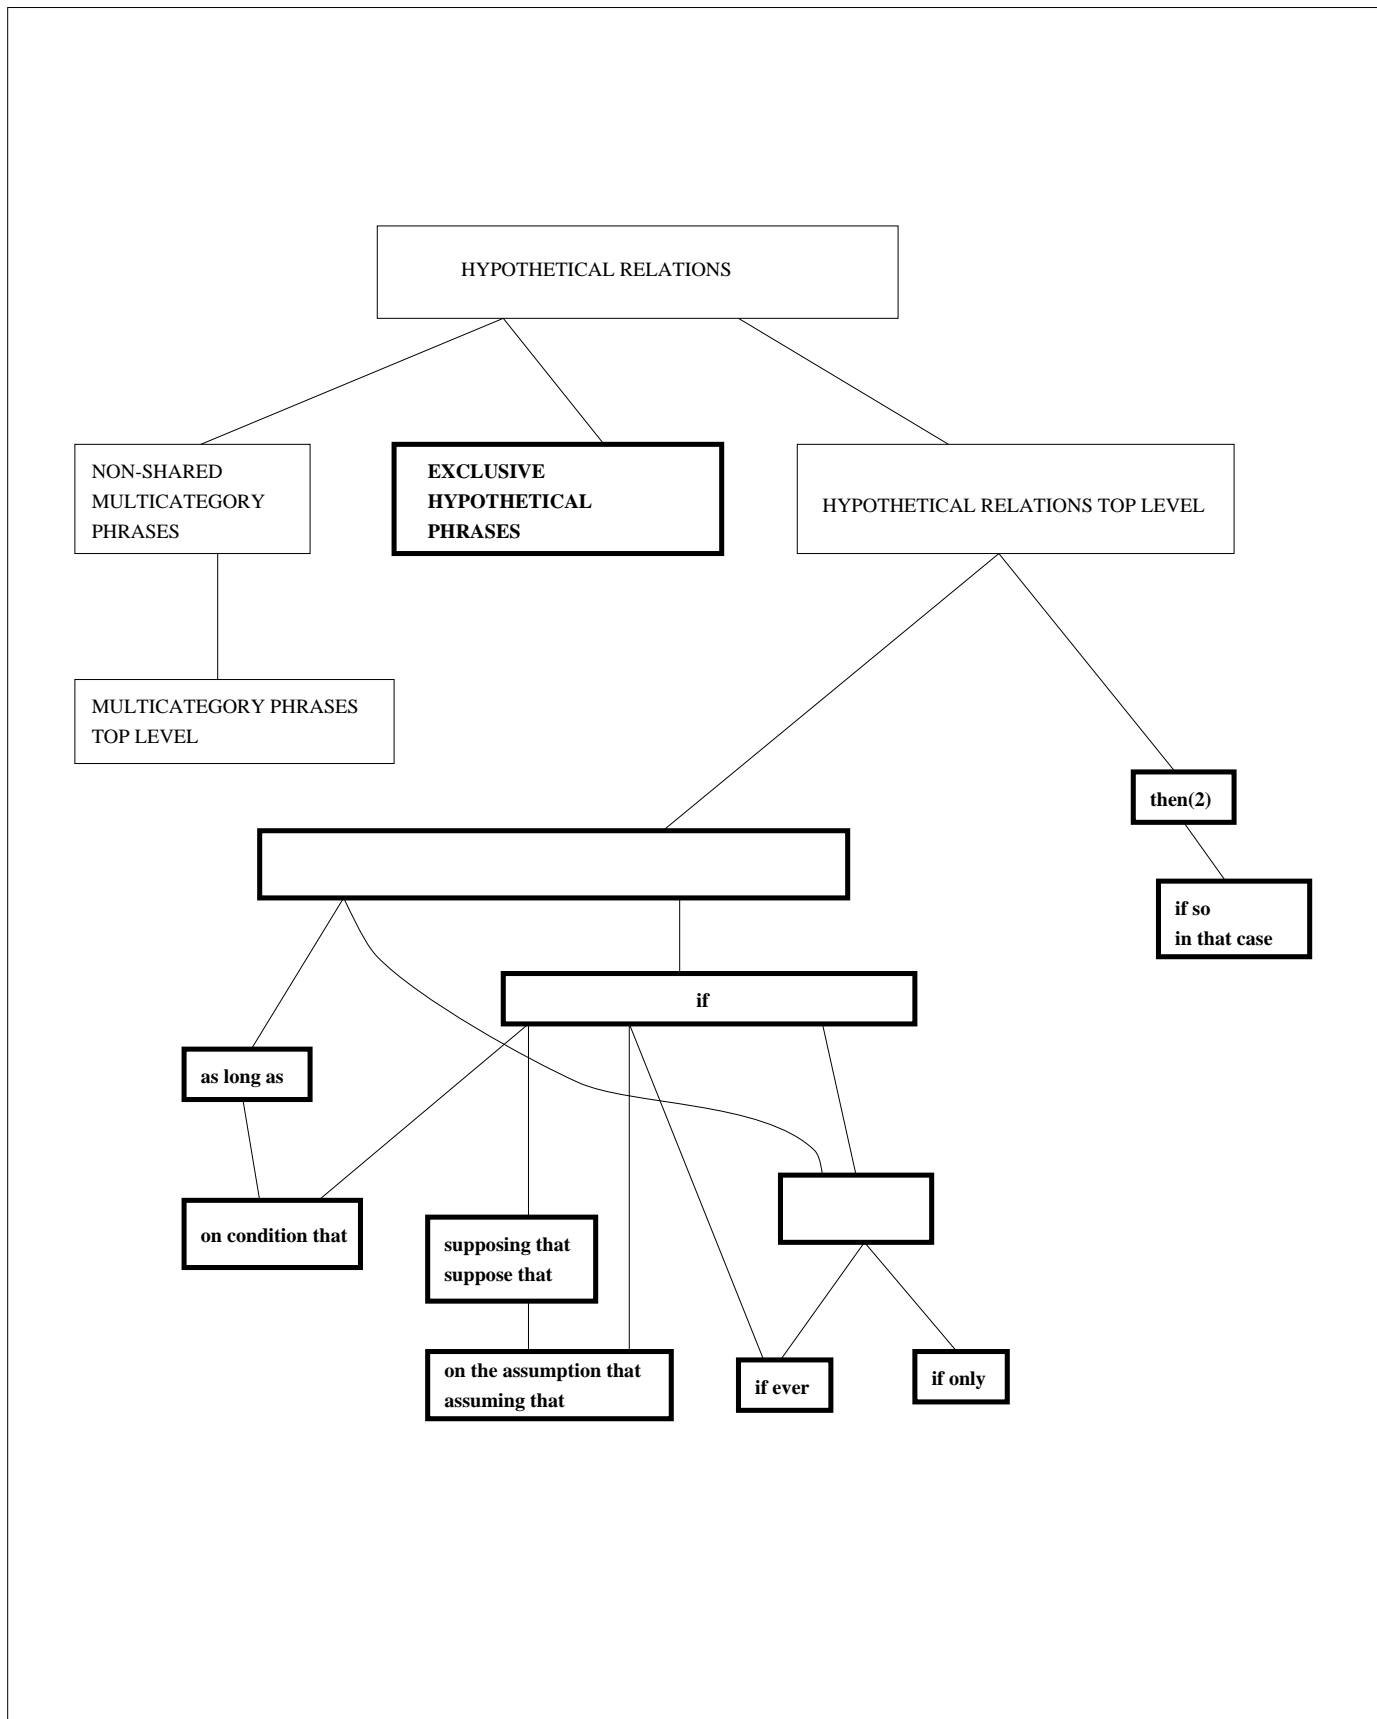 HYPOTHETICAL RELATIONS
NON-SHARED
MULTICATEGORY
PHRASES
EXCLUSIVE
HYPOTHETICAL
PHRASES
HYPOTHETICAL RELATIONS TOP LEVEL
MULTICATEGORY PHRASES
TOP LEVEL
then(2)
if so
in that case
if
as long as
on condition that
supposing that
suppose that
on the assumption that
assuming that
if ever
if only